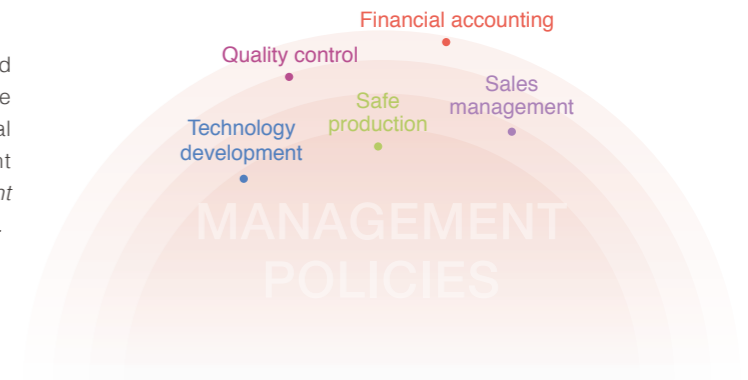 Financial accounting
Quality control
Sales
management
Safe
production
Technology
development
MANAGEMENT
POLICIES